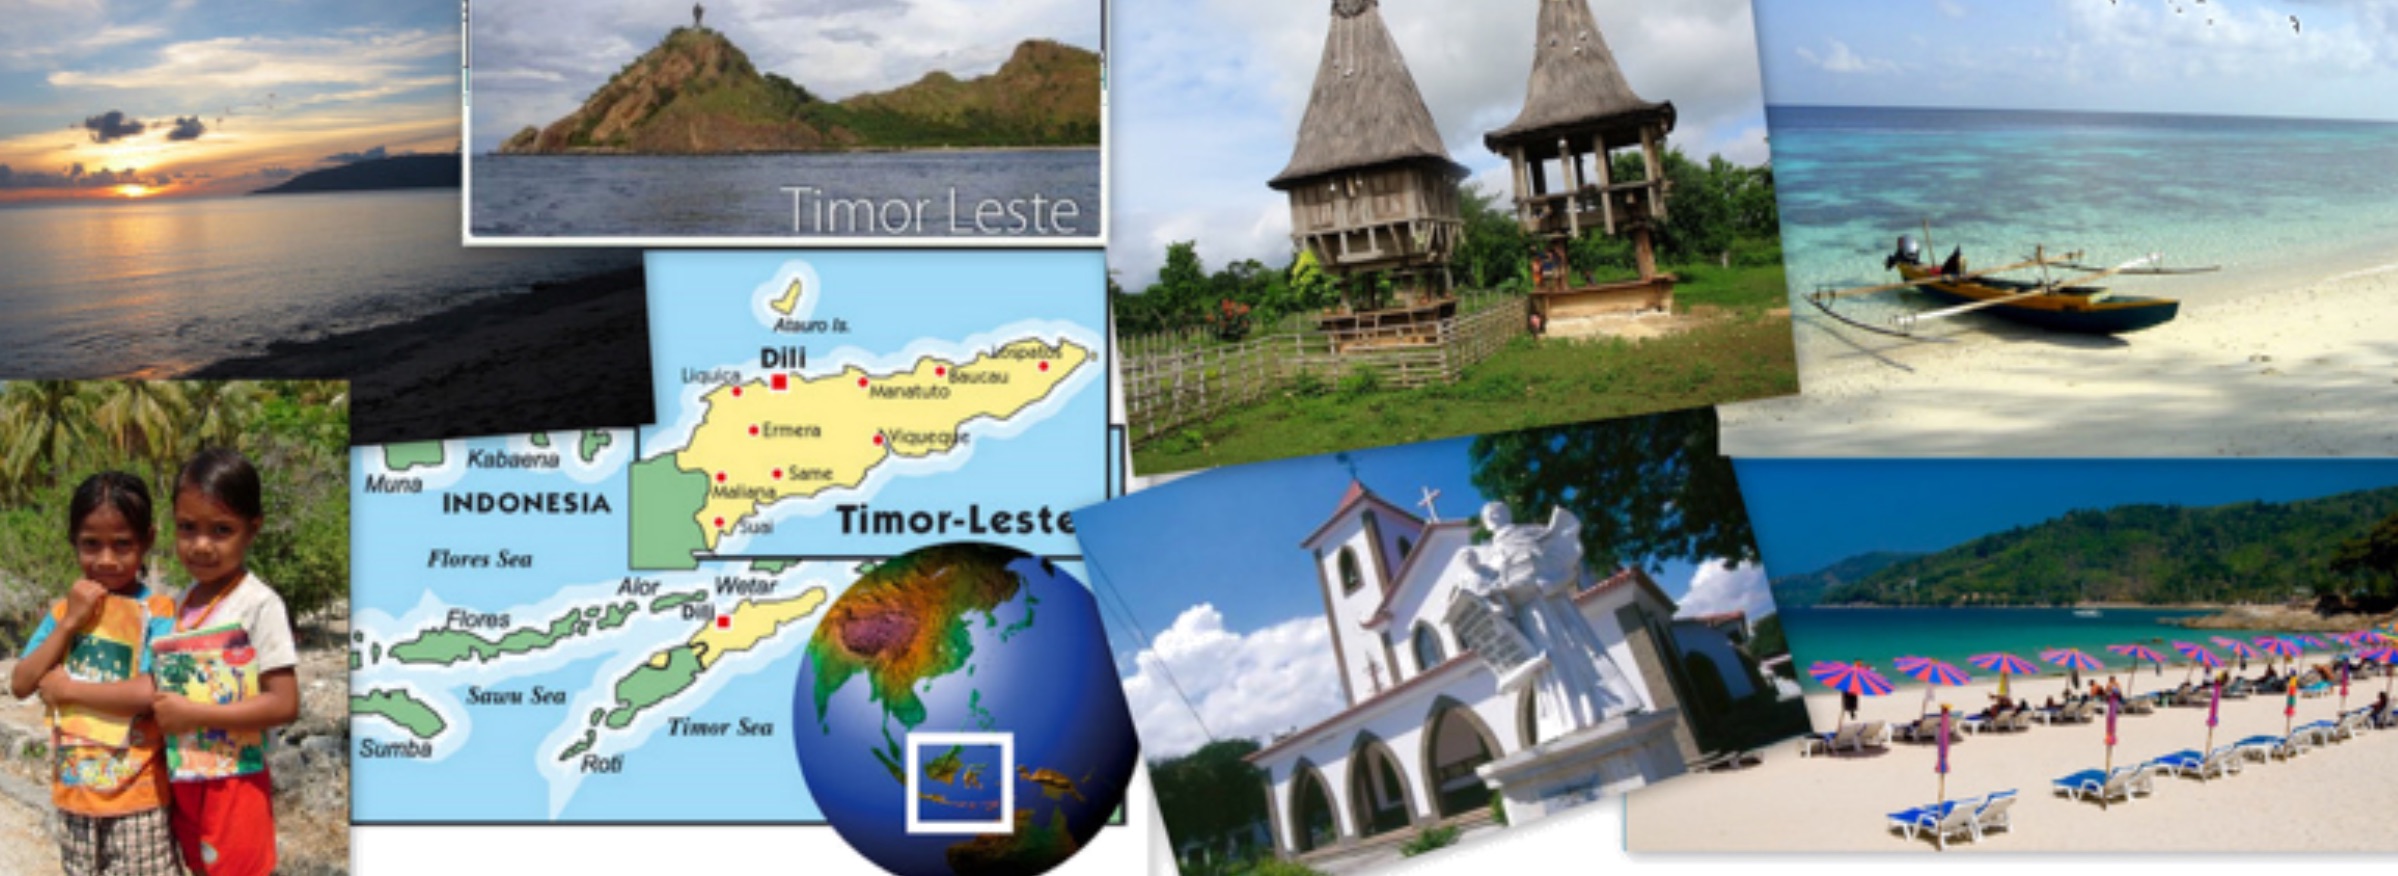 Timor Leste
Atauro Is.
Dili
Liquica
Manatuto
Baucau
Lospalos
Ermera
Viqueque
Same
Maliana
Suai
Timor-Leste
Kabaena
Muna
INDONESIA
Flores Sea
Alor
Wetar
Dili
Flores
Sawu Sea
Timor Sea
Sumba
Roti